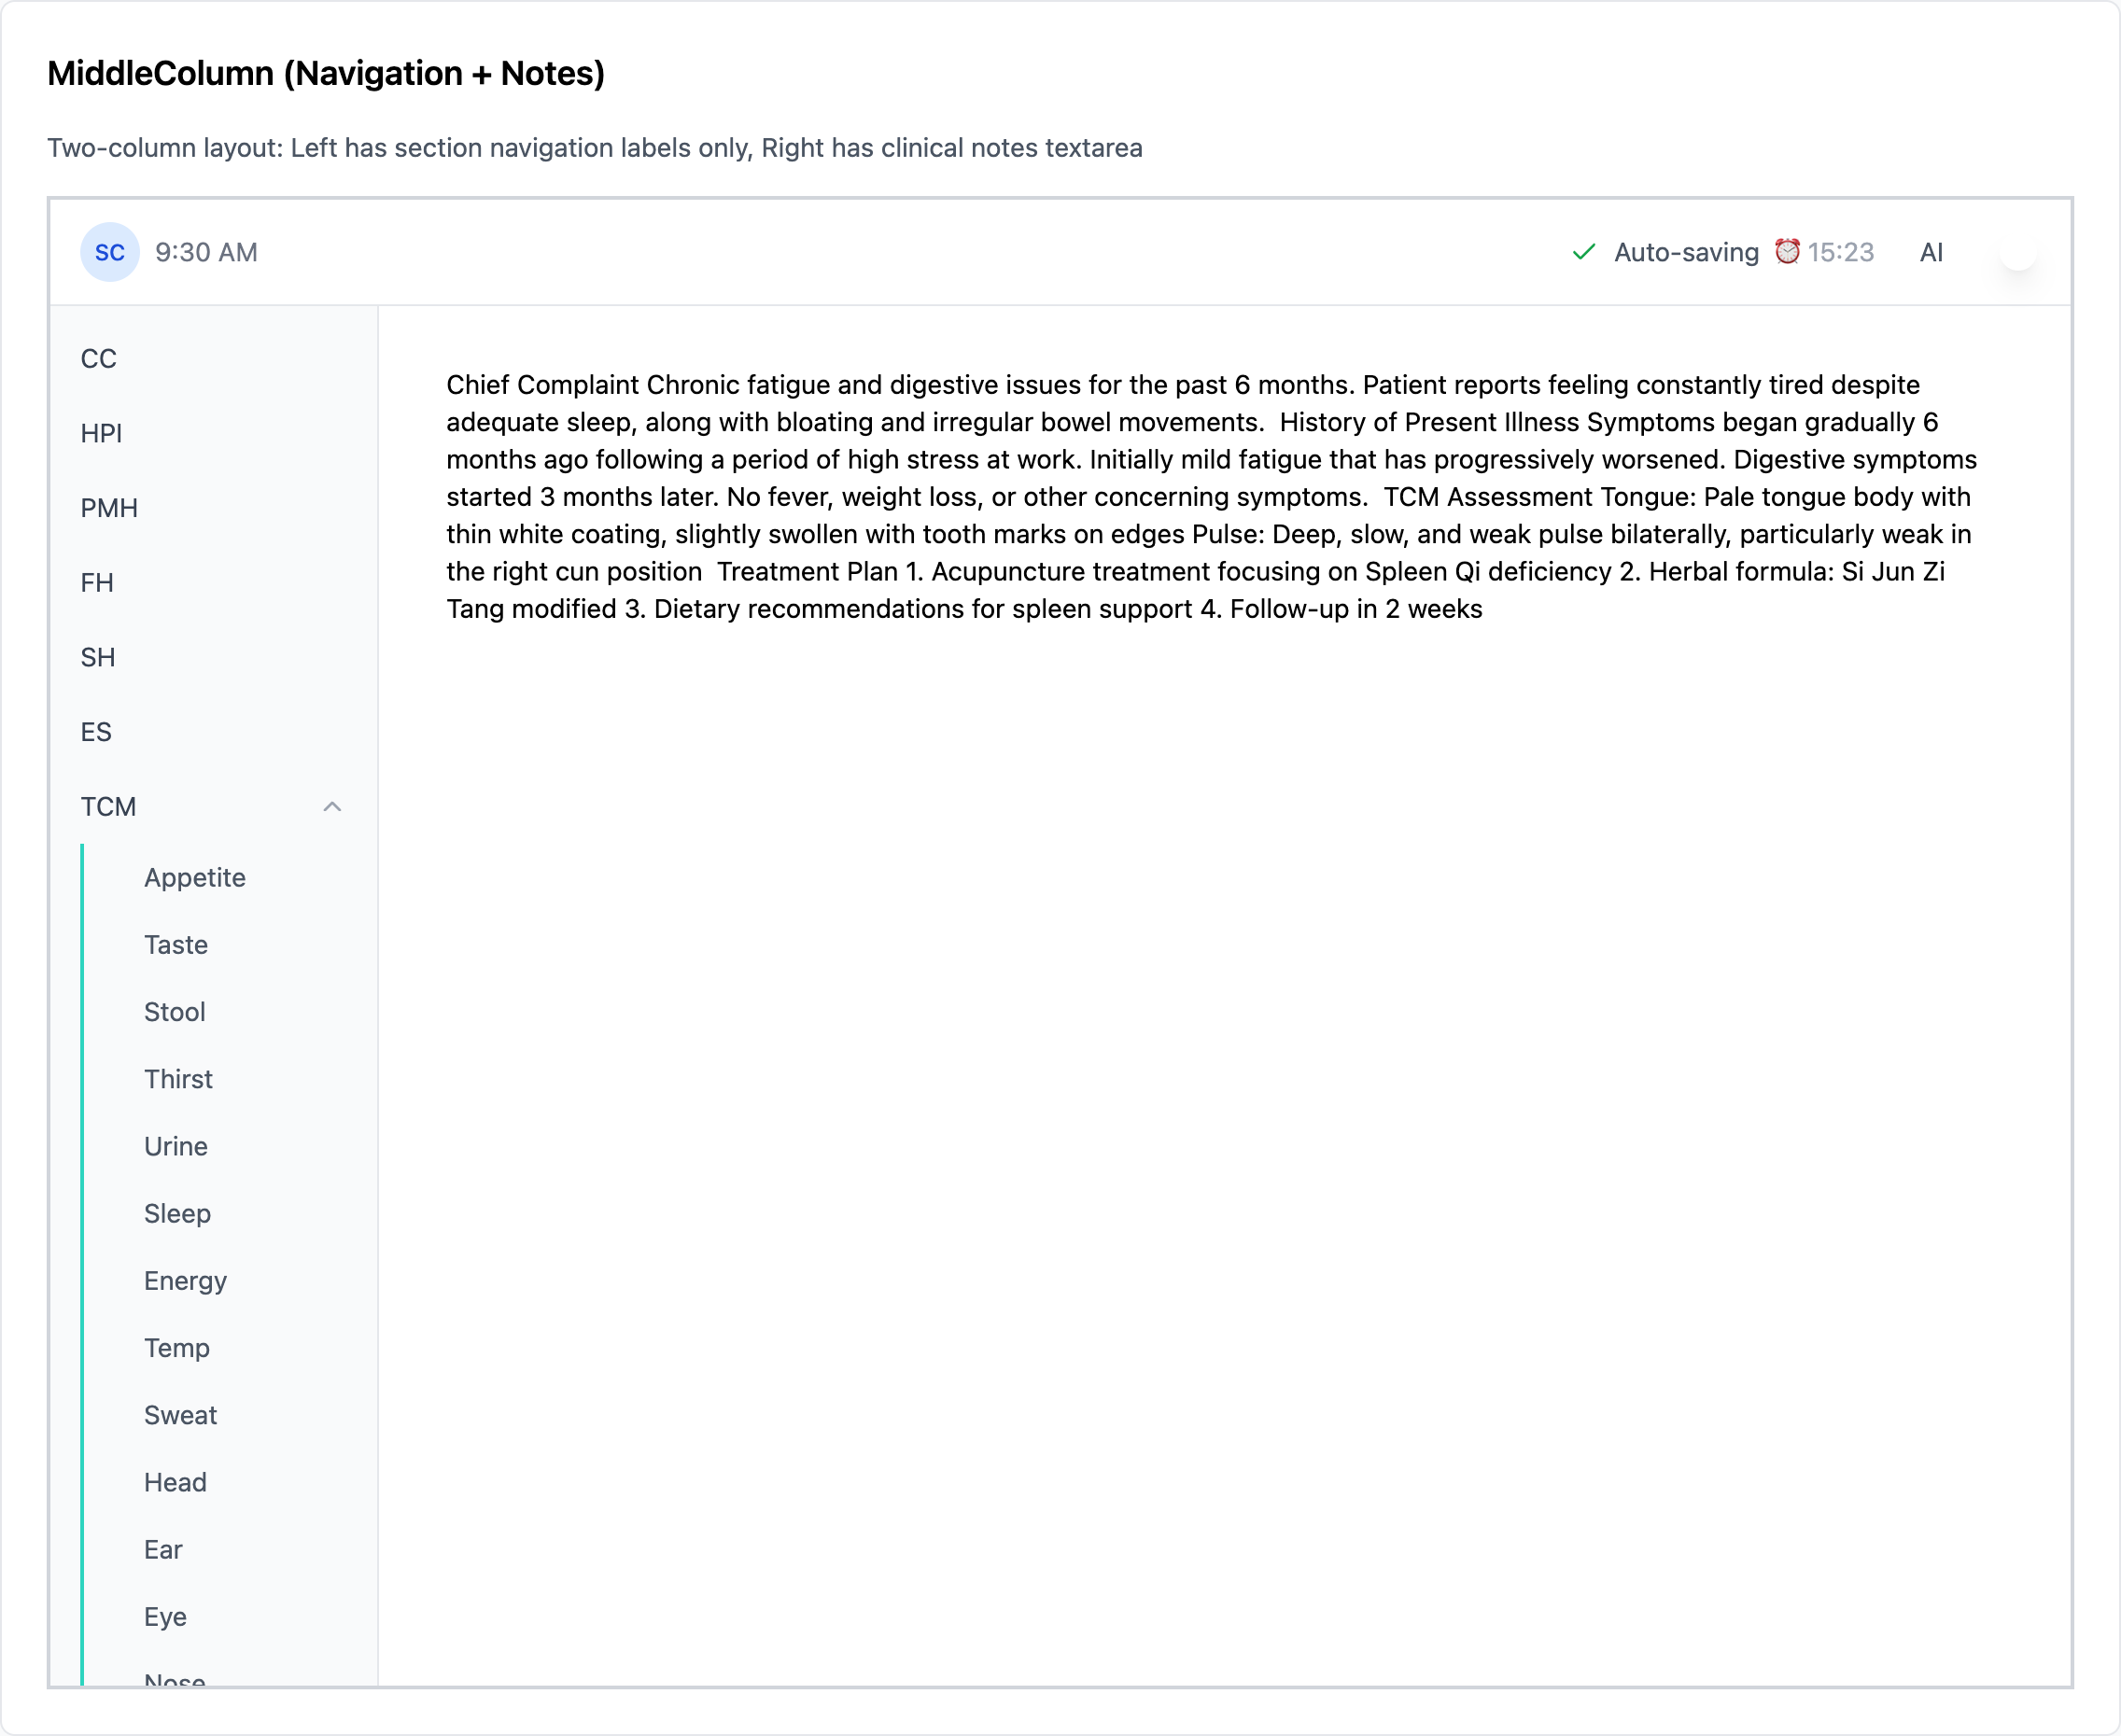 MiddleColumn (Navigation + Notes)
Two-column layout: Left has section navigation labels only, Right has clinical notes textarea
SC 9:30 AM
Auto-saving ⏰ 15:23 AI
CC
HPI
PMH
FH
SH
ES
TCM
Appetite
Taste
Stool
Thirst
Urine
Sleep
Energy
Temp
Sweat
Head
Ear
Eye
Nose
Chief Complaint Chronic fatigue and digestive issues for the past 6 months. Patient reports feeling constantly tired despite
adequate sleep, along with bloating and irregular bowel movements.  History of Present Illness Symptoms began gradually 6
months ago following a period of high stress at work. Initially mild fatigue that has progressively worsened. Digestive symptoms
started 3 months later. No fever, weight loss, or other concerning symptoms.  TCM Assessment Tongue: Pale tongue body with
thin white coating, slightly swollen with tooth marks on edges Pulse: Deep, slow, and weak pulse bilaterally, particularly weak in
the right cun position  Treatment Plan 1. Acupuncture treatment focusing on Spleen Qi deficiency 2. Herbal formula: Si Jun Zi
Tang modified 3. Dietary recommendations for spleen support 4. Follow-up in 2 weeks